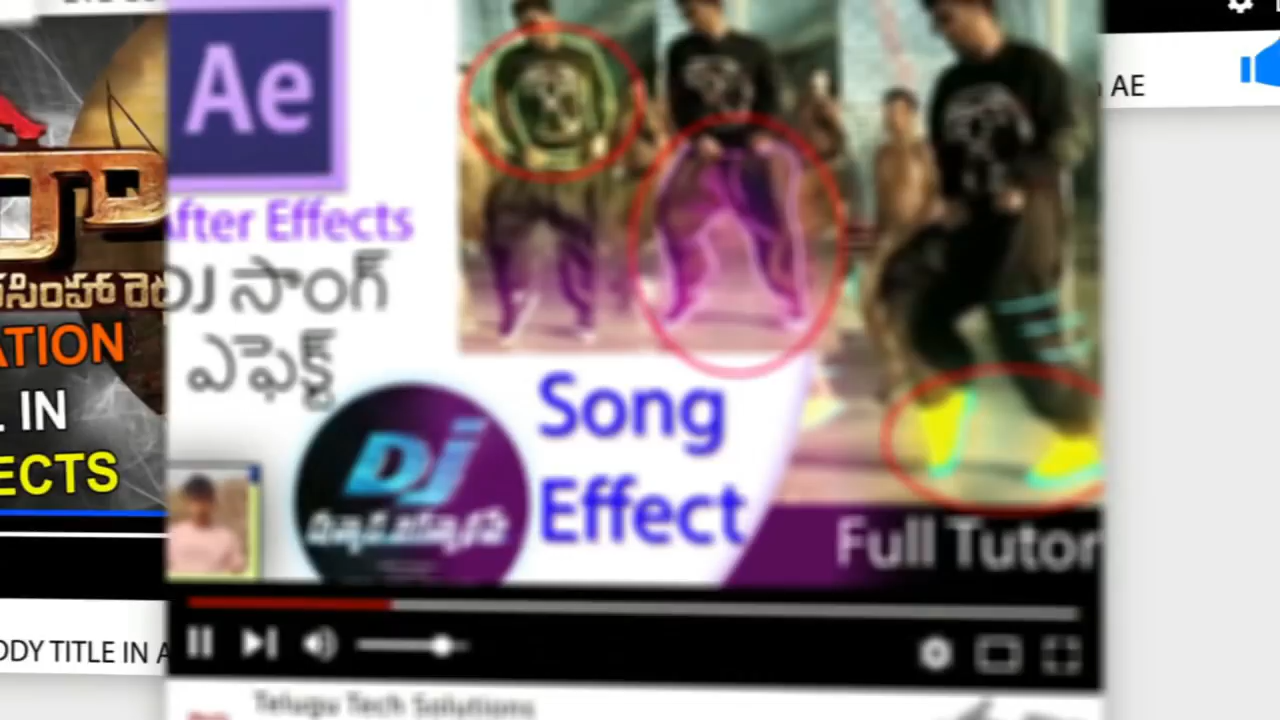 Ae
After Effects
DJ సాంగ్
ఎఫెక్ట్
Dj
Song
Effect
Full Tutor
ATION
IN
ECTS
DDY TITLE IN A
AE
Telugu Tech Solutions